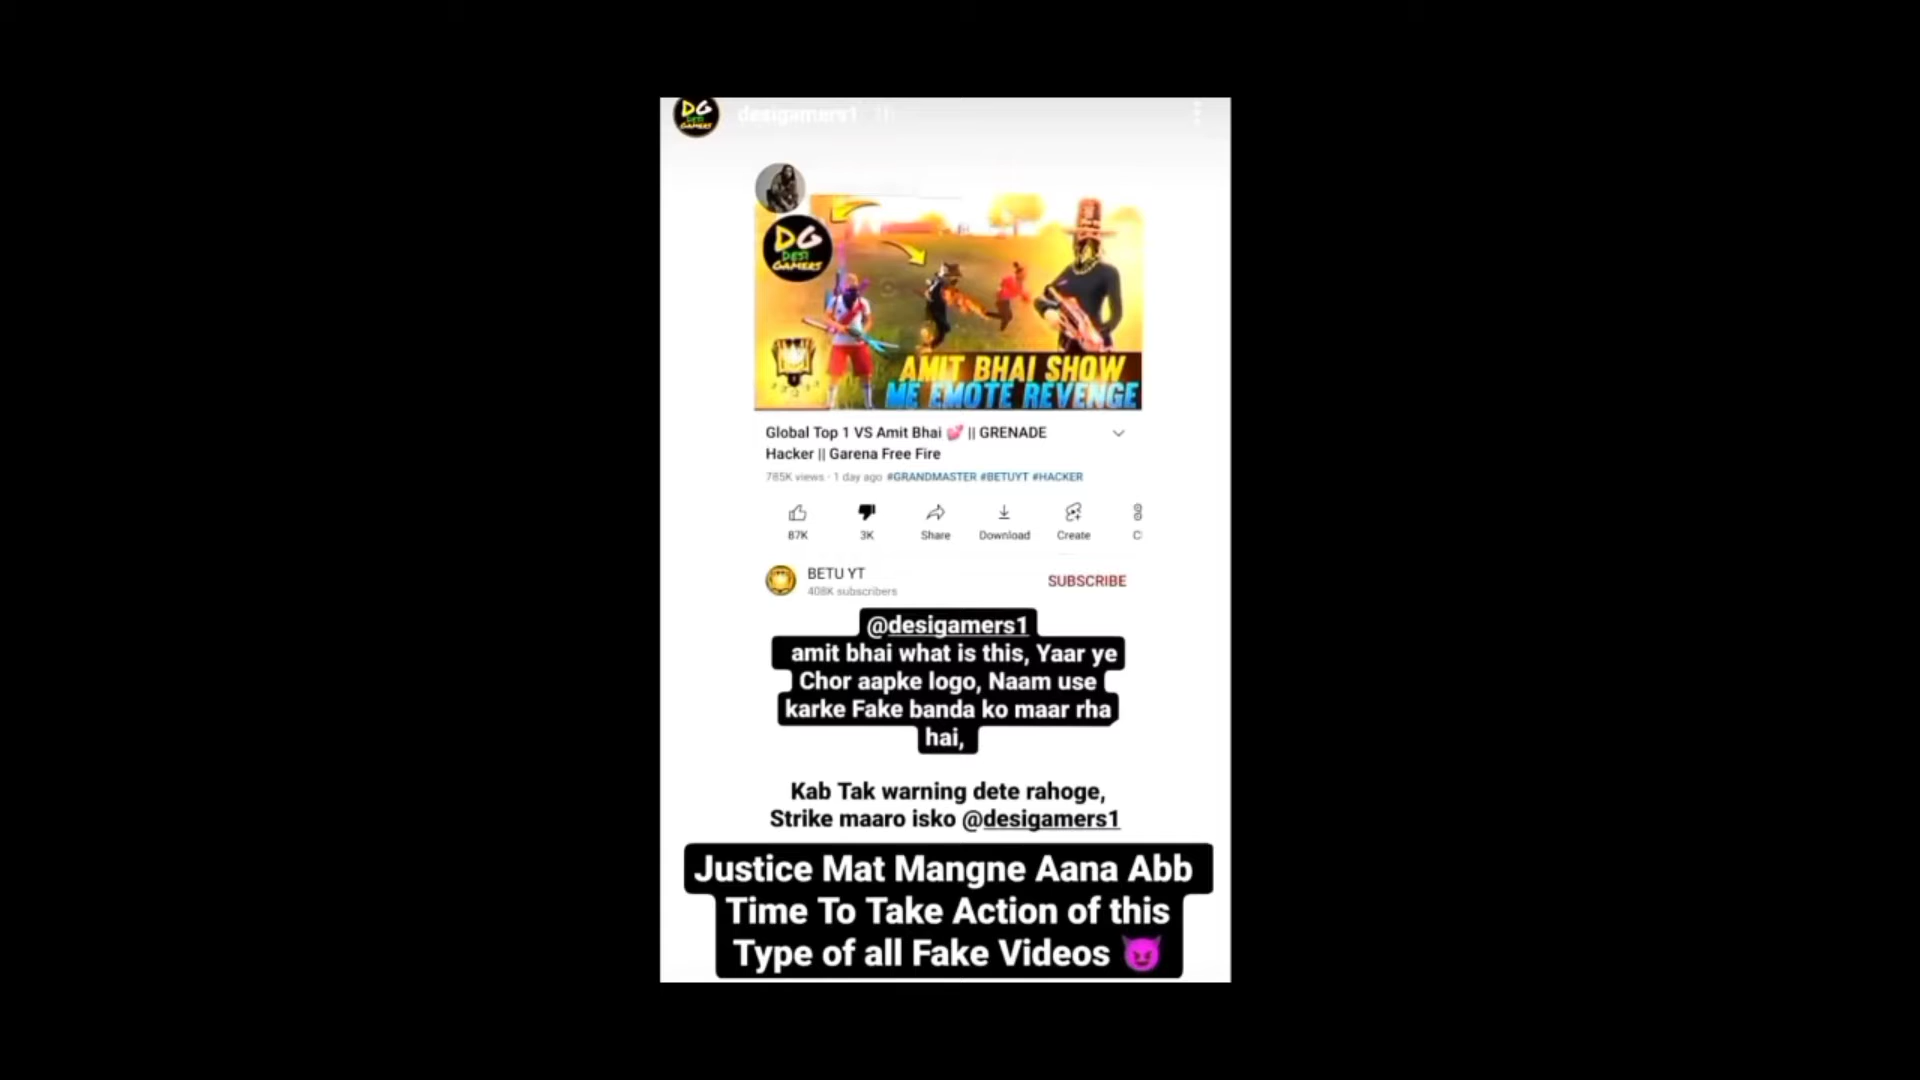 DG
DESI
GAMERS
desigamers1
DG
DESI
GAMERS
AMIT BHAI SHOW
ME EMOTE REVENGE
Global Top 1 VS Amit Bhai 💕 || GRENADE
Hacker || Garena Free Fire
785K views · 1 day ago #GRANDMASTER #BETUYT #HACKER
87K 3K Share Download Create C
BETU YT
408K subscribers
SUBSCRIBE
@desigamers1
amit bhai what is this, Yaar ye
Chor aapke logo, Naam use
karke Fake banda ko maar rha
hai,
Kab Tak warning dete rahoge,
Strike maaro isko @desigamers1
Justice Mat Mangne Aana Abb
Time To Take Action of this
Type of all Fake Videos 😈